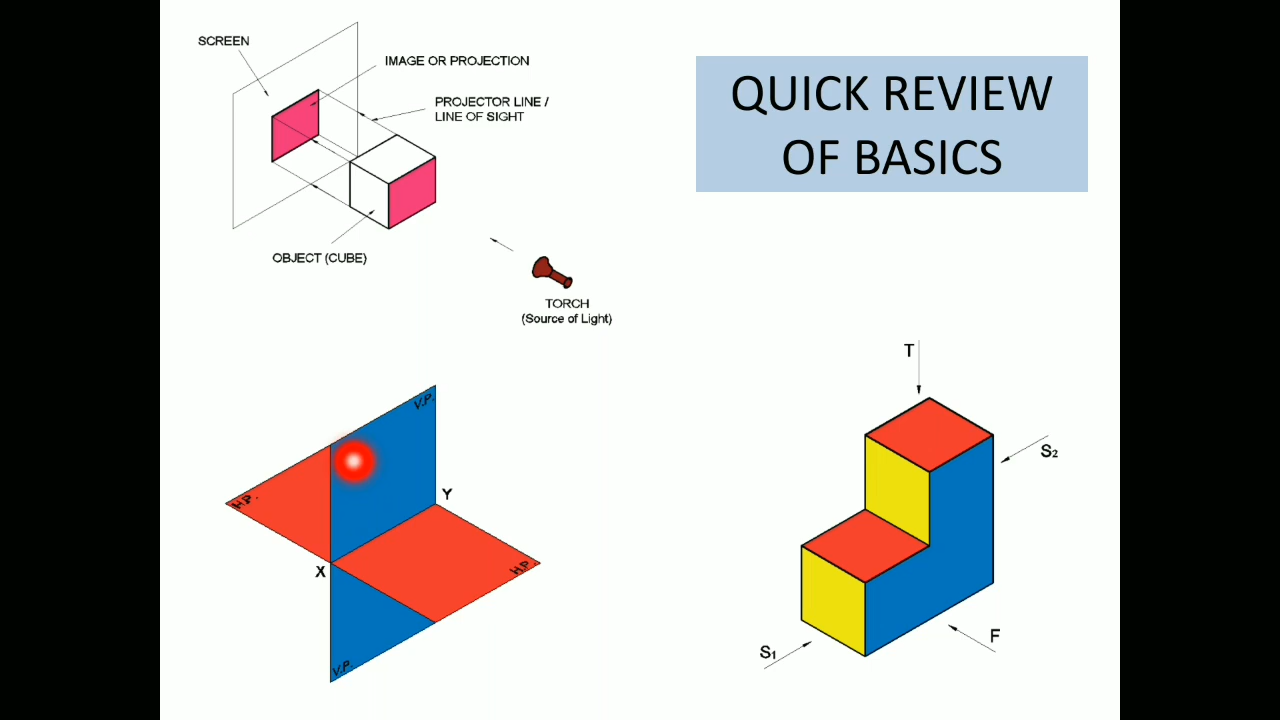 SCREEN
IMAGE OR PROJECTION
PROJECTOR LINE /
LINE OF SIGHT
OBJECT (CUBE)
TORCH
(Source of Light)
QUICK REVIEW
OF BASICS
V.P.
H.P.
Y
X
H.P.
V.P.
T
S2
F
S1